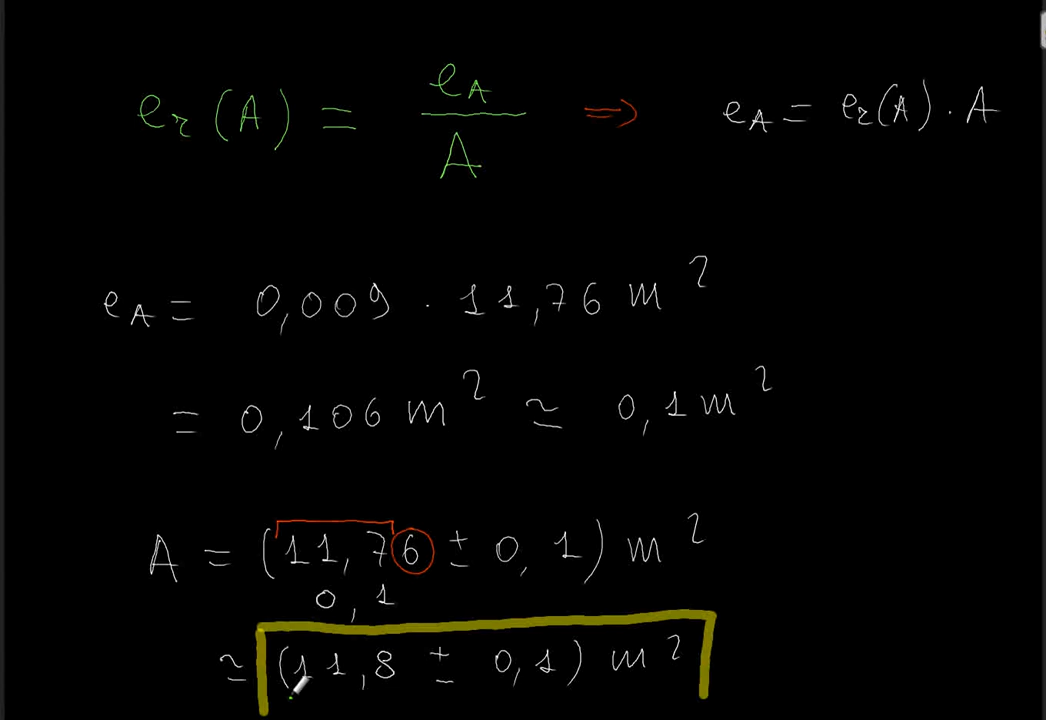 e_r(A) = e_A / A ⇒ e_A = e_r(A) · A
e_A = 0,009 · 11,76 m²
= 0,106 m² ≃ 0,1 m²
A = (11,76 ± 0,1) m²
0,1
≃ (11,8 ± 0,1) m²